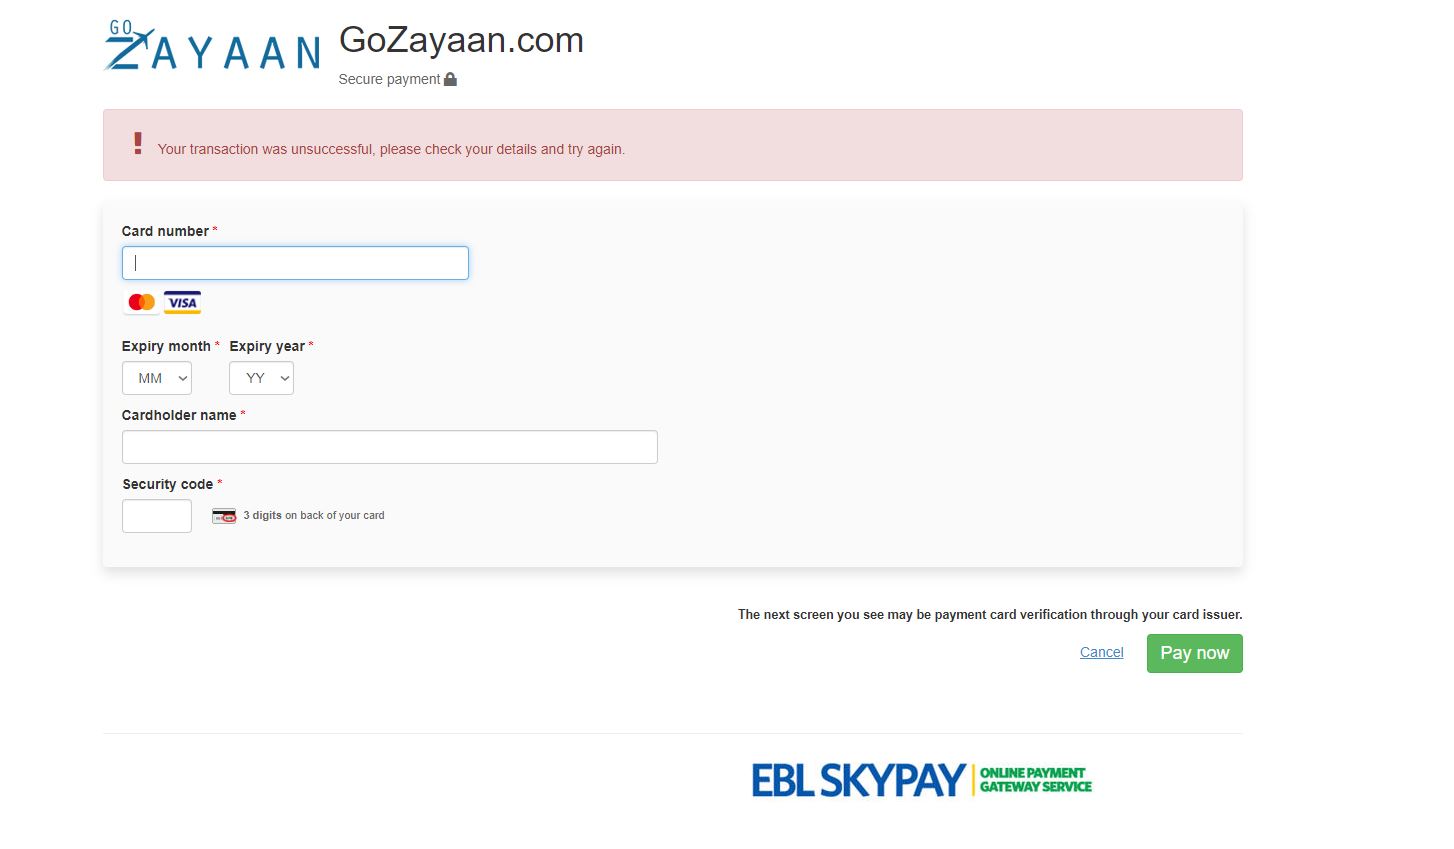 GO
ZAYAAN
GoZayaan.com
Secure payment
! Your transaction was unsuccessful, please check your details and try again.
Card number *
VISA
Expiry month * Expiry year *
MM YY
Cardholder name *
Security code *
3 digits on back of your card
The next screen you see may be payment card verification through your card issuer.
Cancel Pay now
EBL SKYPAY ONLINE PAYMENT
GATEWAY SERVICE